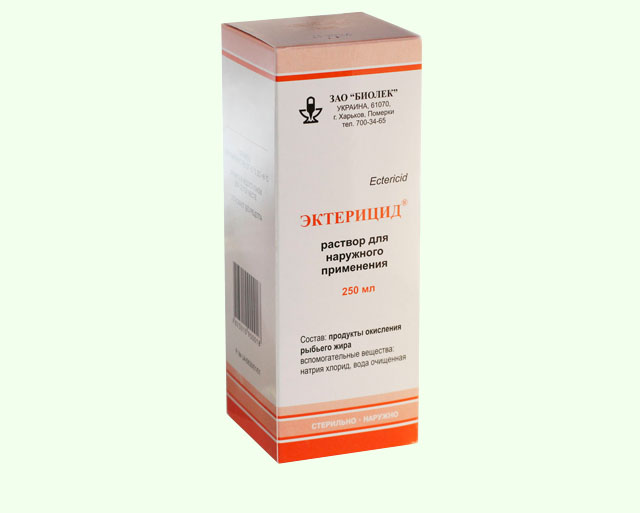 ЗАО "БИОЛЕК"
УКРАИНА, 61070,
г. Харьков, Померки
тел. 700-34-65
Ectericid
ЭКТЕРИЦИД®
раствор для
наружного
применения
250 мл
Состав: продукты окисления
рыбьего жира
вспомогательные вещества:
натрия хлорид, вода очищенная
СТЕРИЛЬНО - НАРУЖНО